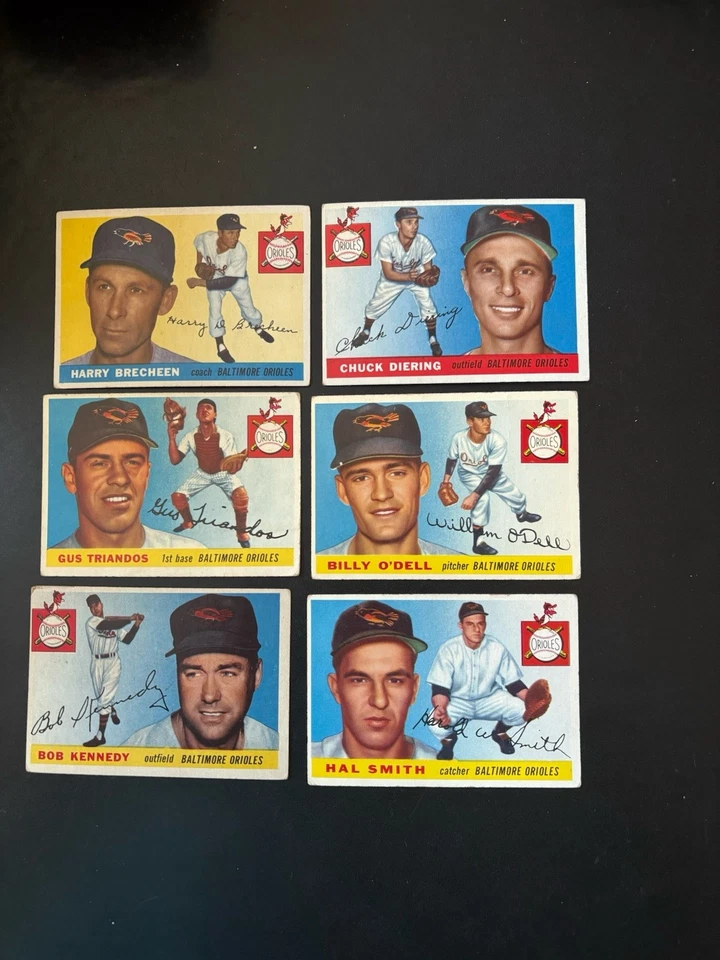 ORIOLES
Harry D Brecheen
HARRY BRECHEEN coach BALTIMORE ORIOLES
ORIOLES
Chuck Diering
CHUCK DIERING outfield BALTIMORE ORIOLES
ORIOLES
Gus Triandos
GUS TRIANDOS 1st base BALTIMORE ORIOLES
ORIOLES
William O'Dell
BILLY O'DELL pitcher BALTIMORE ORIOLES
ORIOLES
Bob Kennedy
BOB KENNEDY outfield BALTIMORE ORIOLES
ORIOLES
Harold W. Smith
HAL SMITH catcher BALTIMORE ORIOLES